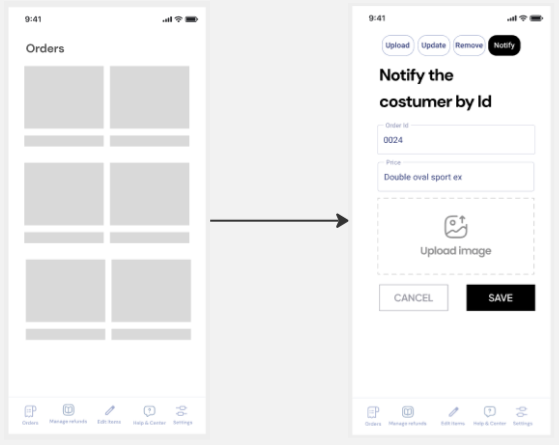 9:41
Orders
Orders
Manage refunds
Edit Items
Help & Center
Settings
9:41
Upload
Update
Remove
Notify
Notify the
costumer by Id
Order Id
0024
Price
Double oval sport ex
Upload image
CANCEL
SAVE
Orders
Manage refunds
Edit Items
Help & Center
Settings